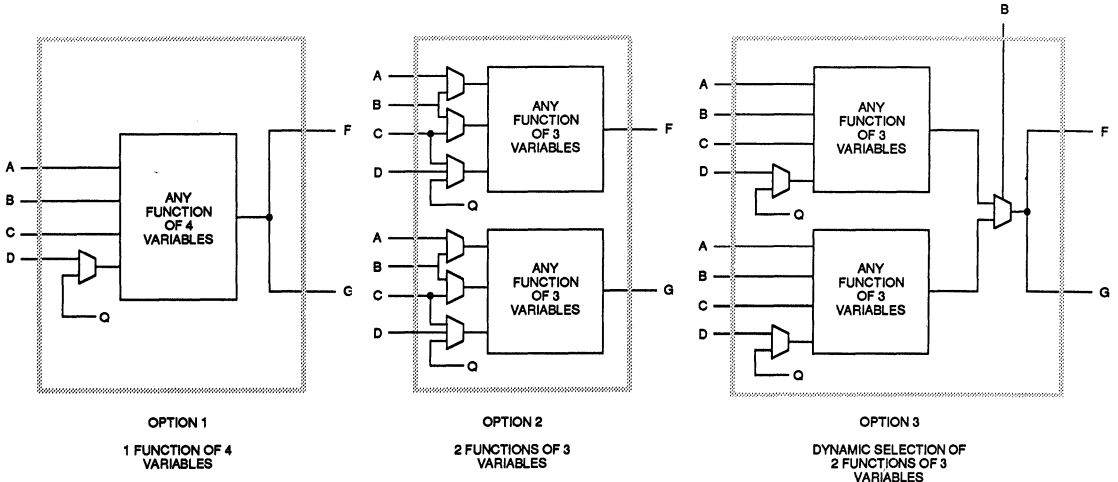 A
B
C
D
Q
ANY
FUNCTION
OF 4
VARIABLES
F
G
OPTION 1
1 FUNCTION OF 4
VARIABLES
A
B
C
D
Q
ANY
FUNCTION
OF 3
VARIABLES
F
A
B
C
D
Q
ANY
FUNCTION
OF 3
VARIABLES
G
OPTION 2
2 FUNCTIONS OF 3
VARIABLES
B
A
B
C
D
Q
ANY
FUNCTION
OF 3
VARIABLES
F
A
B
C
D
Q
ANY
FUNCTION
OF 3
VARIABLES
G
OPTION 3
DYNAMIC SELECTION OF
2 FUNCTIONS OF 3
VARIABLES